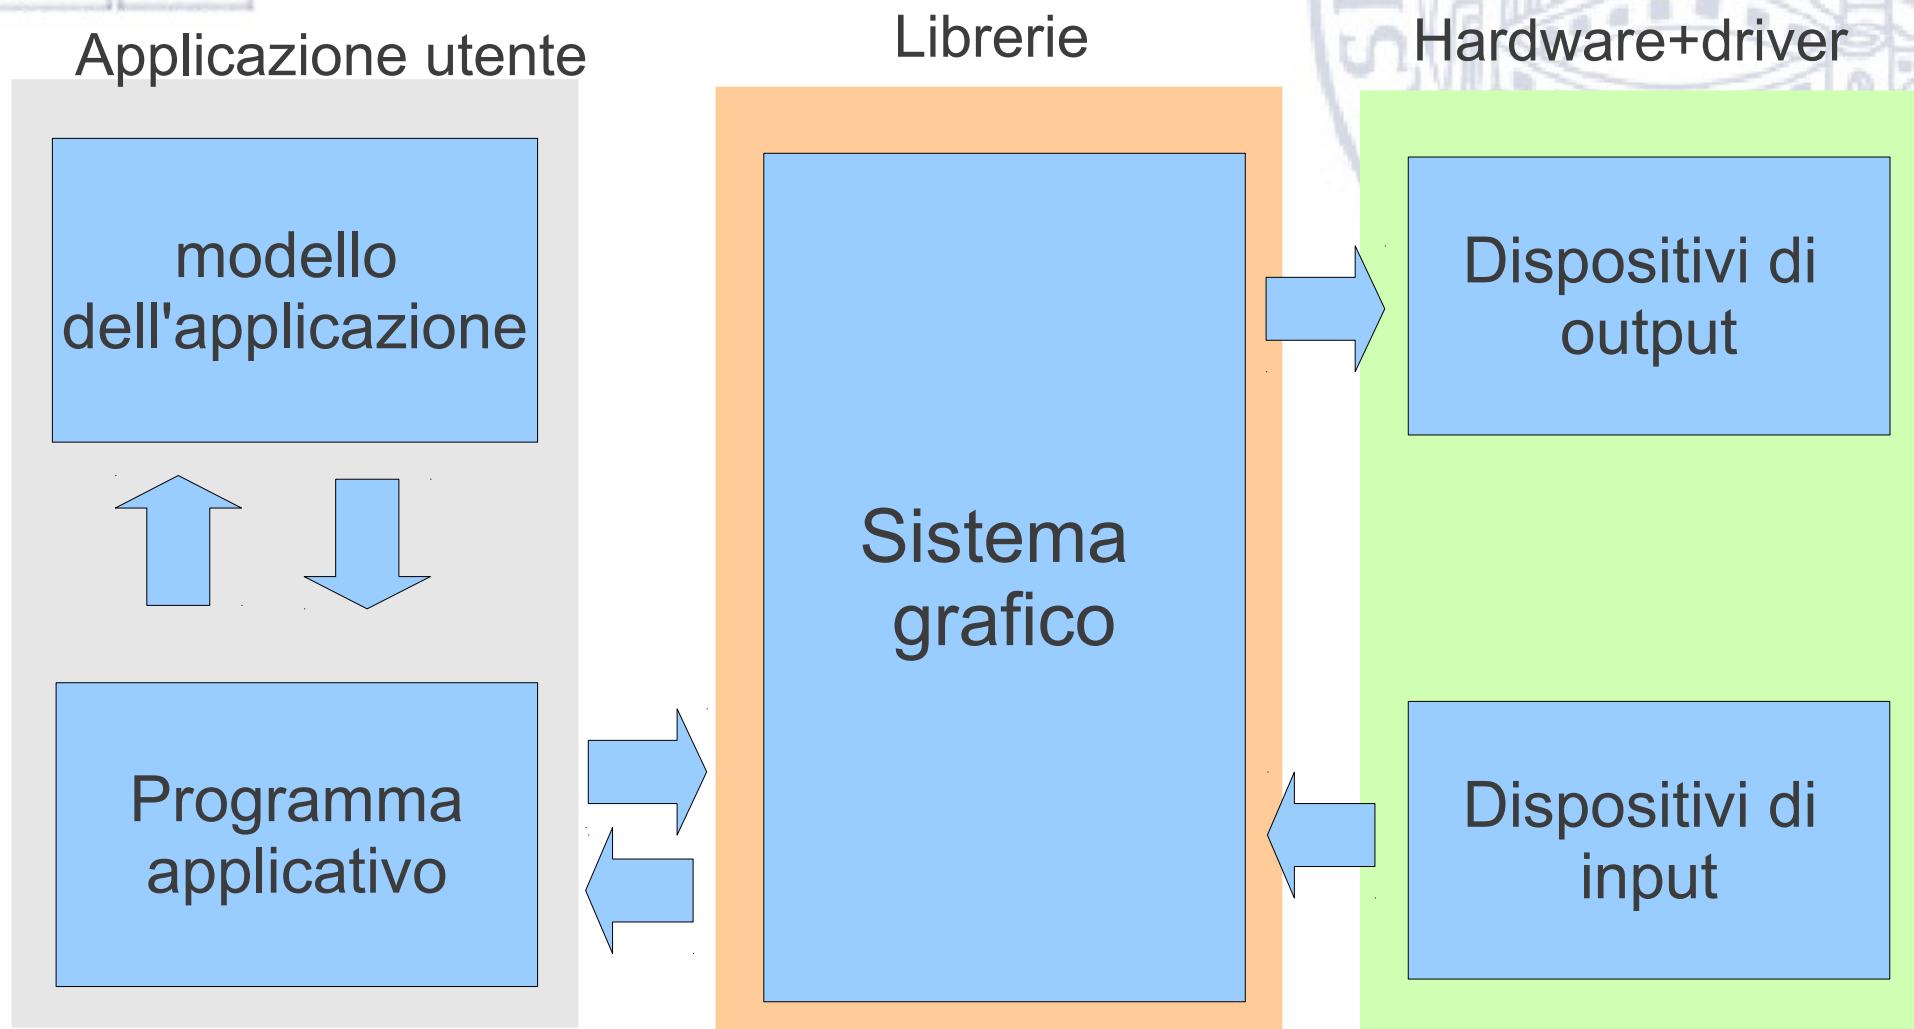 Applicazione utente
Librerie
Hardware+driver
modello
dell'applicazione
Programma
applicativo
Sistema
grafico
Dispositivi di
output
Dispositivi di
input